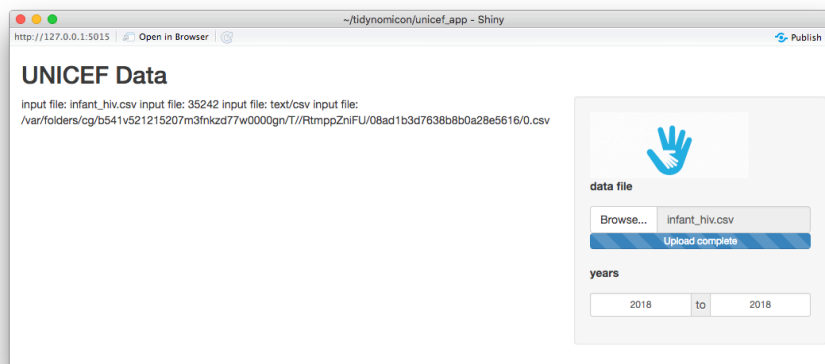 ~/tidynomicon/unicef_app - Shiny
http://127.0.0.1:5015 Open in Browser Publish
UNICEF Data
input file: infant_hiv.csv input file: 35242 input file: text/csv input file:
/var/folders/cg/b541v521215207m3fnkzd77w0000gn/T//RtmppZniFU/08ad1b3d7638b8b0a28e5616/0.csv
data file
Browse... infant_hiv.csv
Upload complete
years
2018 to 2018